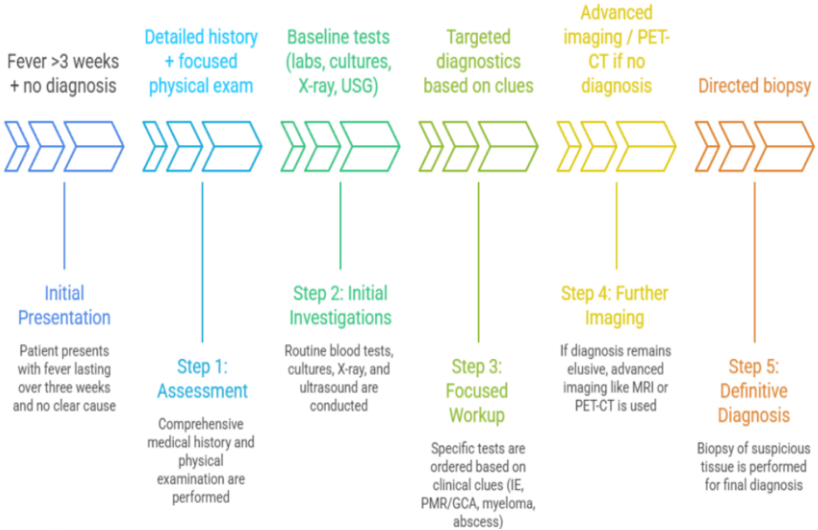 Fever >3 weeks
+ no diagnosis
Detailed history
+ focused
physical exam
Baseline tests
(labs, cultures,
X-ray, USG)
Targeted
diagnostics
based on clues
Advanced
imaging / PET-
CT if no
diagnosis
Directed biopsy
Initial
Presentation
Patient presents
with fever lasting
over three weeks
and no clear cause
Step 1:
Assessment
Comprehensive
medical history and
physical
examination are
performed
Step 2: Initial
Investigations
Routine blood tests,
cultures, X-ray, and
ultrasound are
conducted
Step 3:
Focused
Workup
Specific tests are
ordered based on
clinical clues (IE,
PMR/GCA, myeloma,
abscess)
Step 4: Further
Imaging
If diagnosis remains
elusive, advanced
imaging like MRI or
PET-CT is used
Step 5:
Definitive
Diagnosis
Biopsy of suspicious
tissue is performed
for final diagnosis